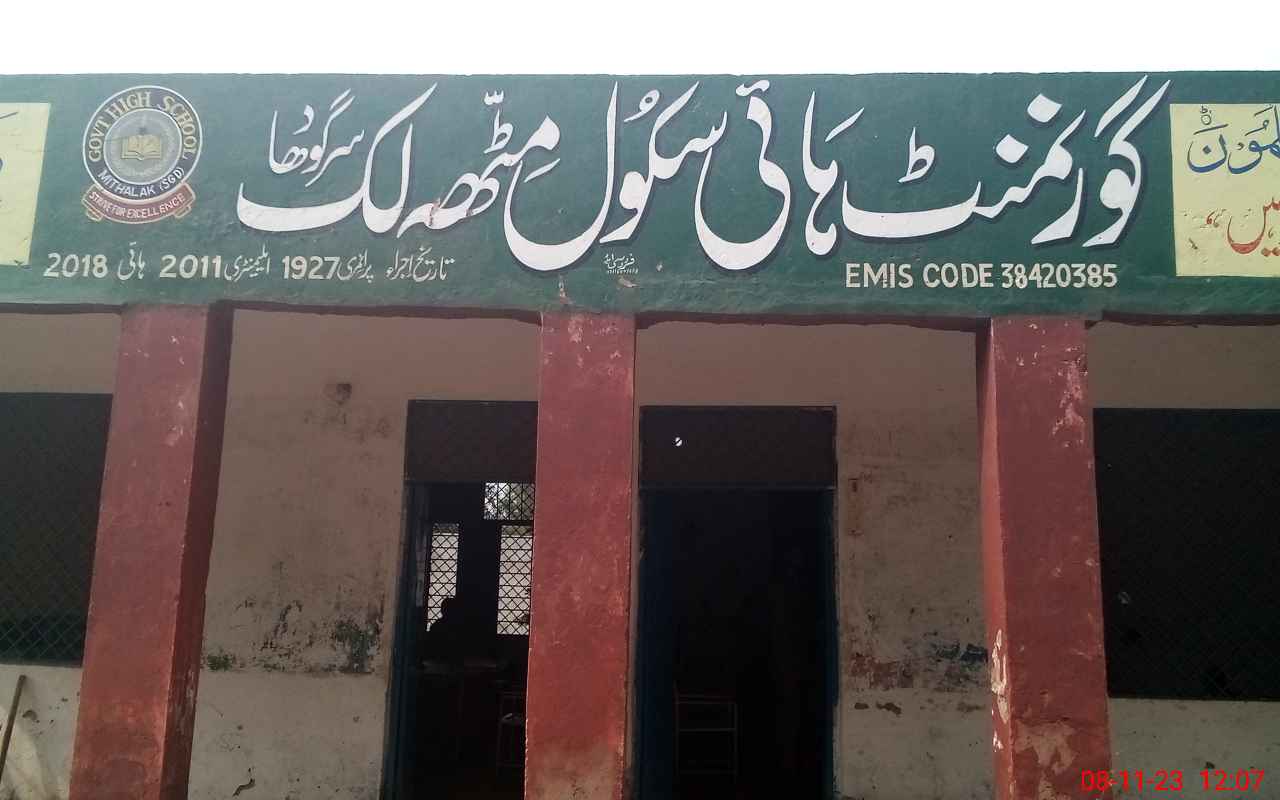 گورنمنٹ ہائی سکول مِٹھہ لک سرگودھا
GOVT HIGH SCHOOL
MITHALAK (SGD)
STRIVE FOR EXCELLENCE
تاریخ اجراء پرائمری 1927 ایلیمنٹری 2011 ہائی 2018
EMIS CODE 38420385
08-11-23 12:07